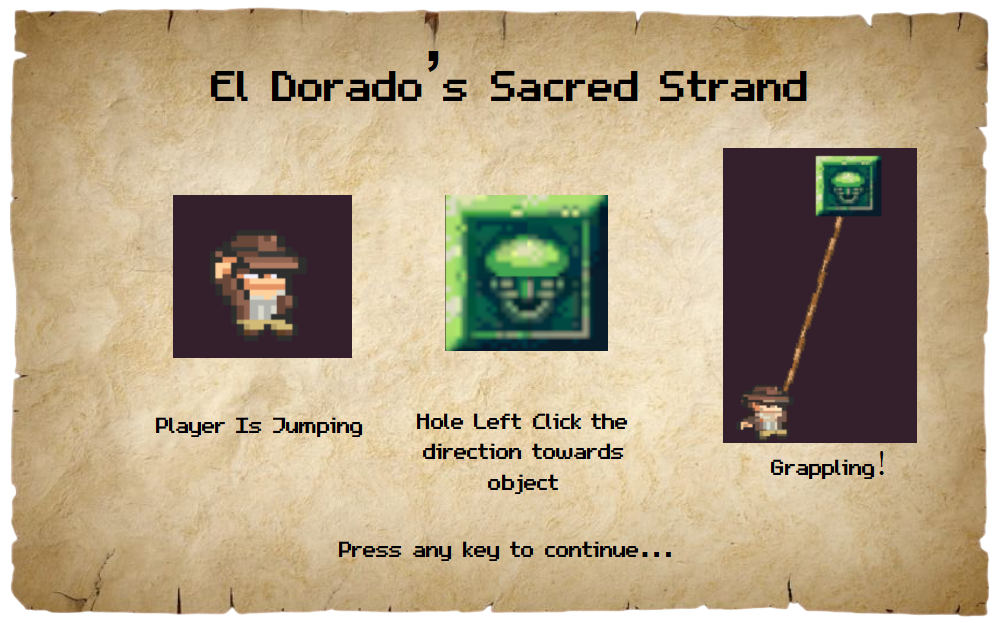 El Dorado's Sacred Strand
Player Is Jumping
Hole Left Click the
direction towards
object
Grappling!
Press any key to continue...